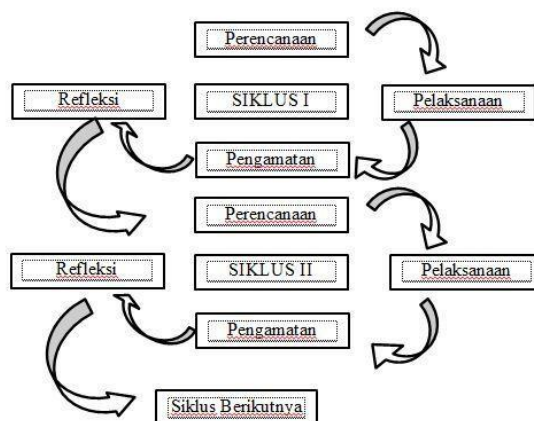 Perencanaan
Refleksi
SIKLUS I
Pelaksanaan
Pengamatan
Perencanaan
Refleksi
SIKLUS II
Pelaksanaan
Pengamatan
Siklus Berikutnya